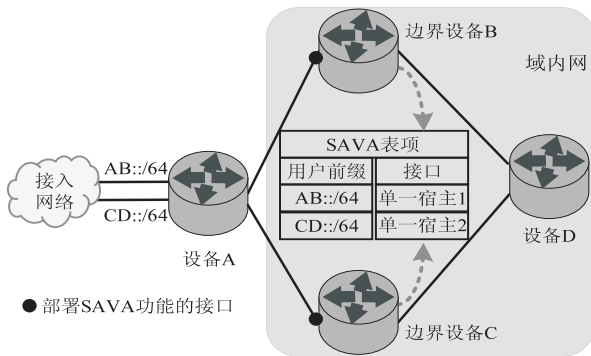 边界设备B
域内网
SAVA表项
用户前缀 接口
AB::/64 单一宿主1
CD::/64 单一宿主2
AB::/64
接入
网络
CD::/64
设备A
设备D
部署SAVA功能的接口
边界设备C